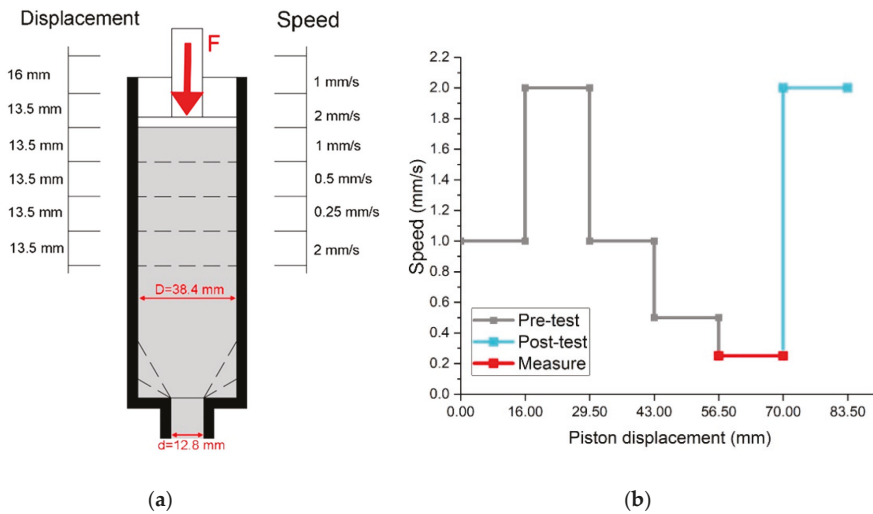 Displacement
Speed
F
16 mm
1 mm/s
13.5 mm
2 mm/s
13.5 mm
1 mm/s
13.5 mm
0.5 mm/s
13.5 mm
0.25 mm/s
13.5 mm
2 mm/s
D=38.4 mm
d=12.8 mm
(a)
Speed (mm/s)
2.2
2.0
1.8
1.6
1.4
1.2
1.0
0.8
0.6
0.4
0.2
0.0
Pre-test
Post-test
Measure
0.00 16.00 29.50 43.00 56.50 70.00 83.50
Piston displacement (mm)
(b)